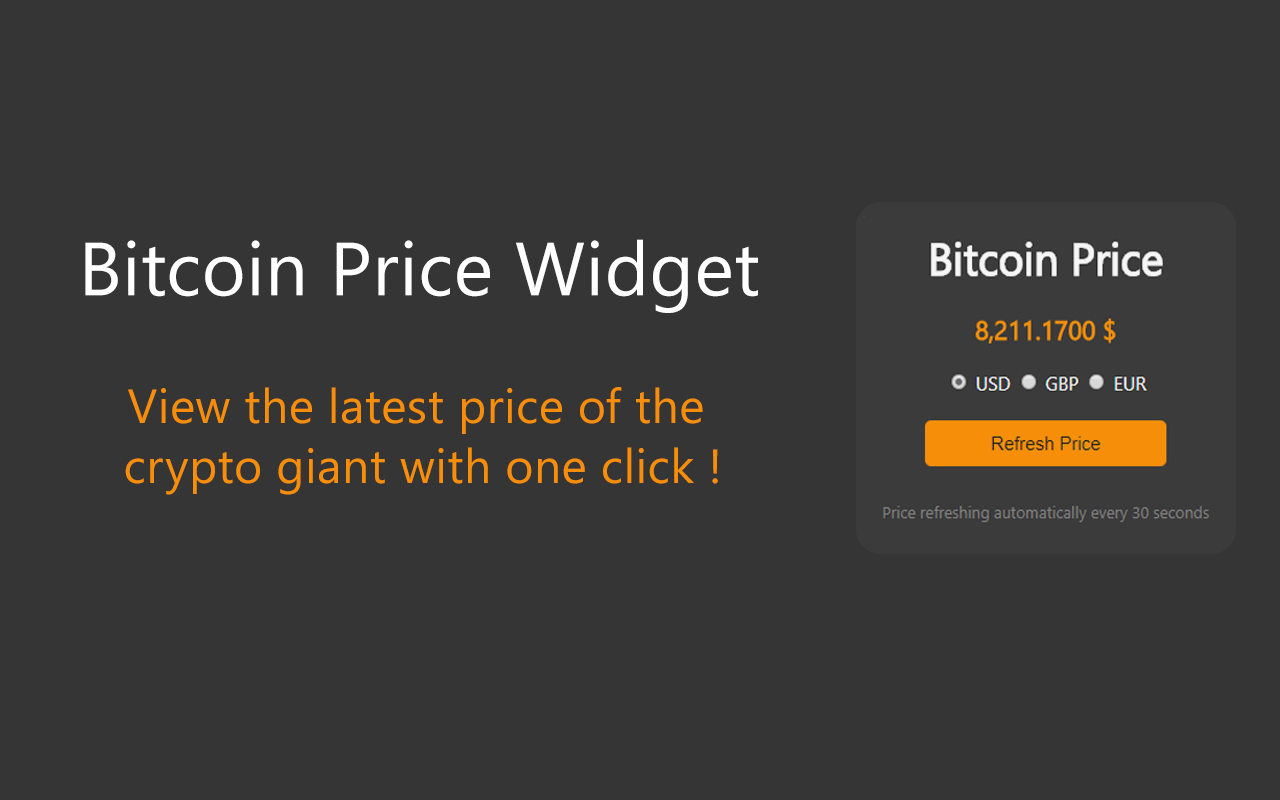 Bitcoin Price Widget
View the latest price of the
crypto giant with one click !
Bitcoin Price
8,211.1700 $
USD GBP EUR
Refresh Price
Price refreshing automatically every 30 seconds